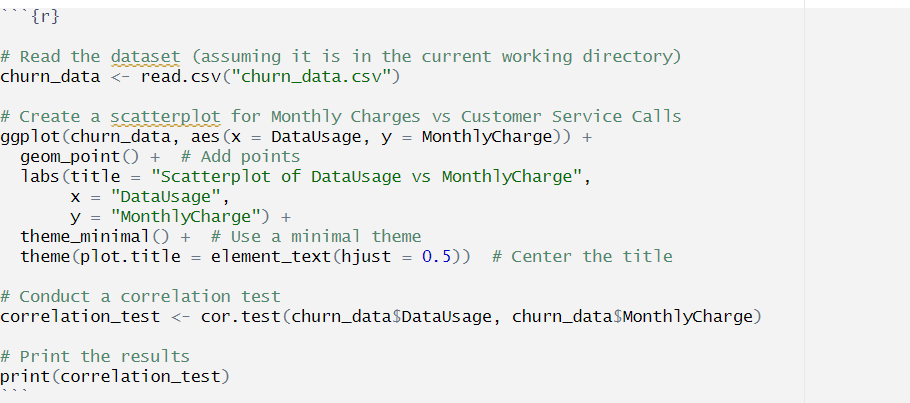 ```{r}
# Read the dataset (assuming it is in the current working directory)
churn_data <- read.csv("churn_data.csv")
# Create a scatterplot for Monthly Charges vs Customer Service Calls
ggplot(churn_data, aes(x = DataUsage, y = MonthlyCharge)) +
  geom_point() +  # Add points
  labs(title = "Scatterplot of DataUsage vs MonthlyCharge",
       x = "DataUsage",
       y = "MonthlyCharge") +
  theme_minimal() +  # Use a minimal theme
  theme(plot.title = element_text(hjust = 0.5))  # Center the title
# Conduct a correlation test
correlation_test <- cor.test(churn_data$DataUsage, churn_data$MonthlyCharge)
# Print the results
print(correlation_test)
```